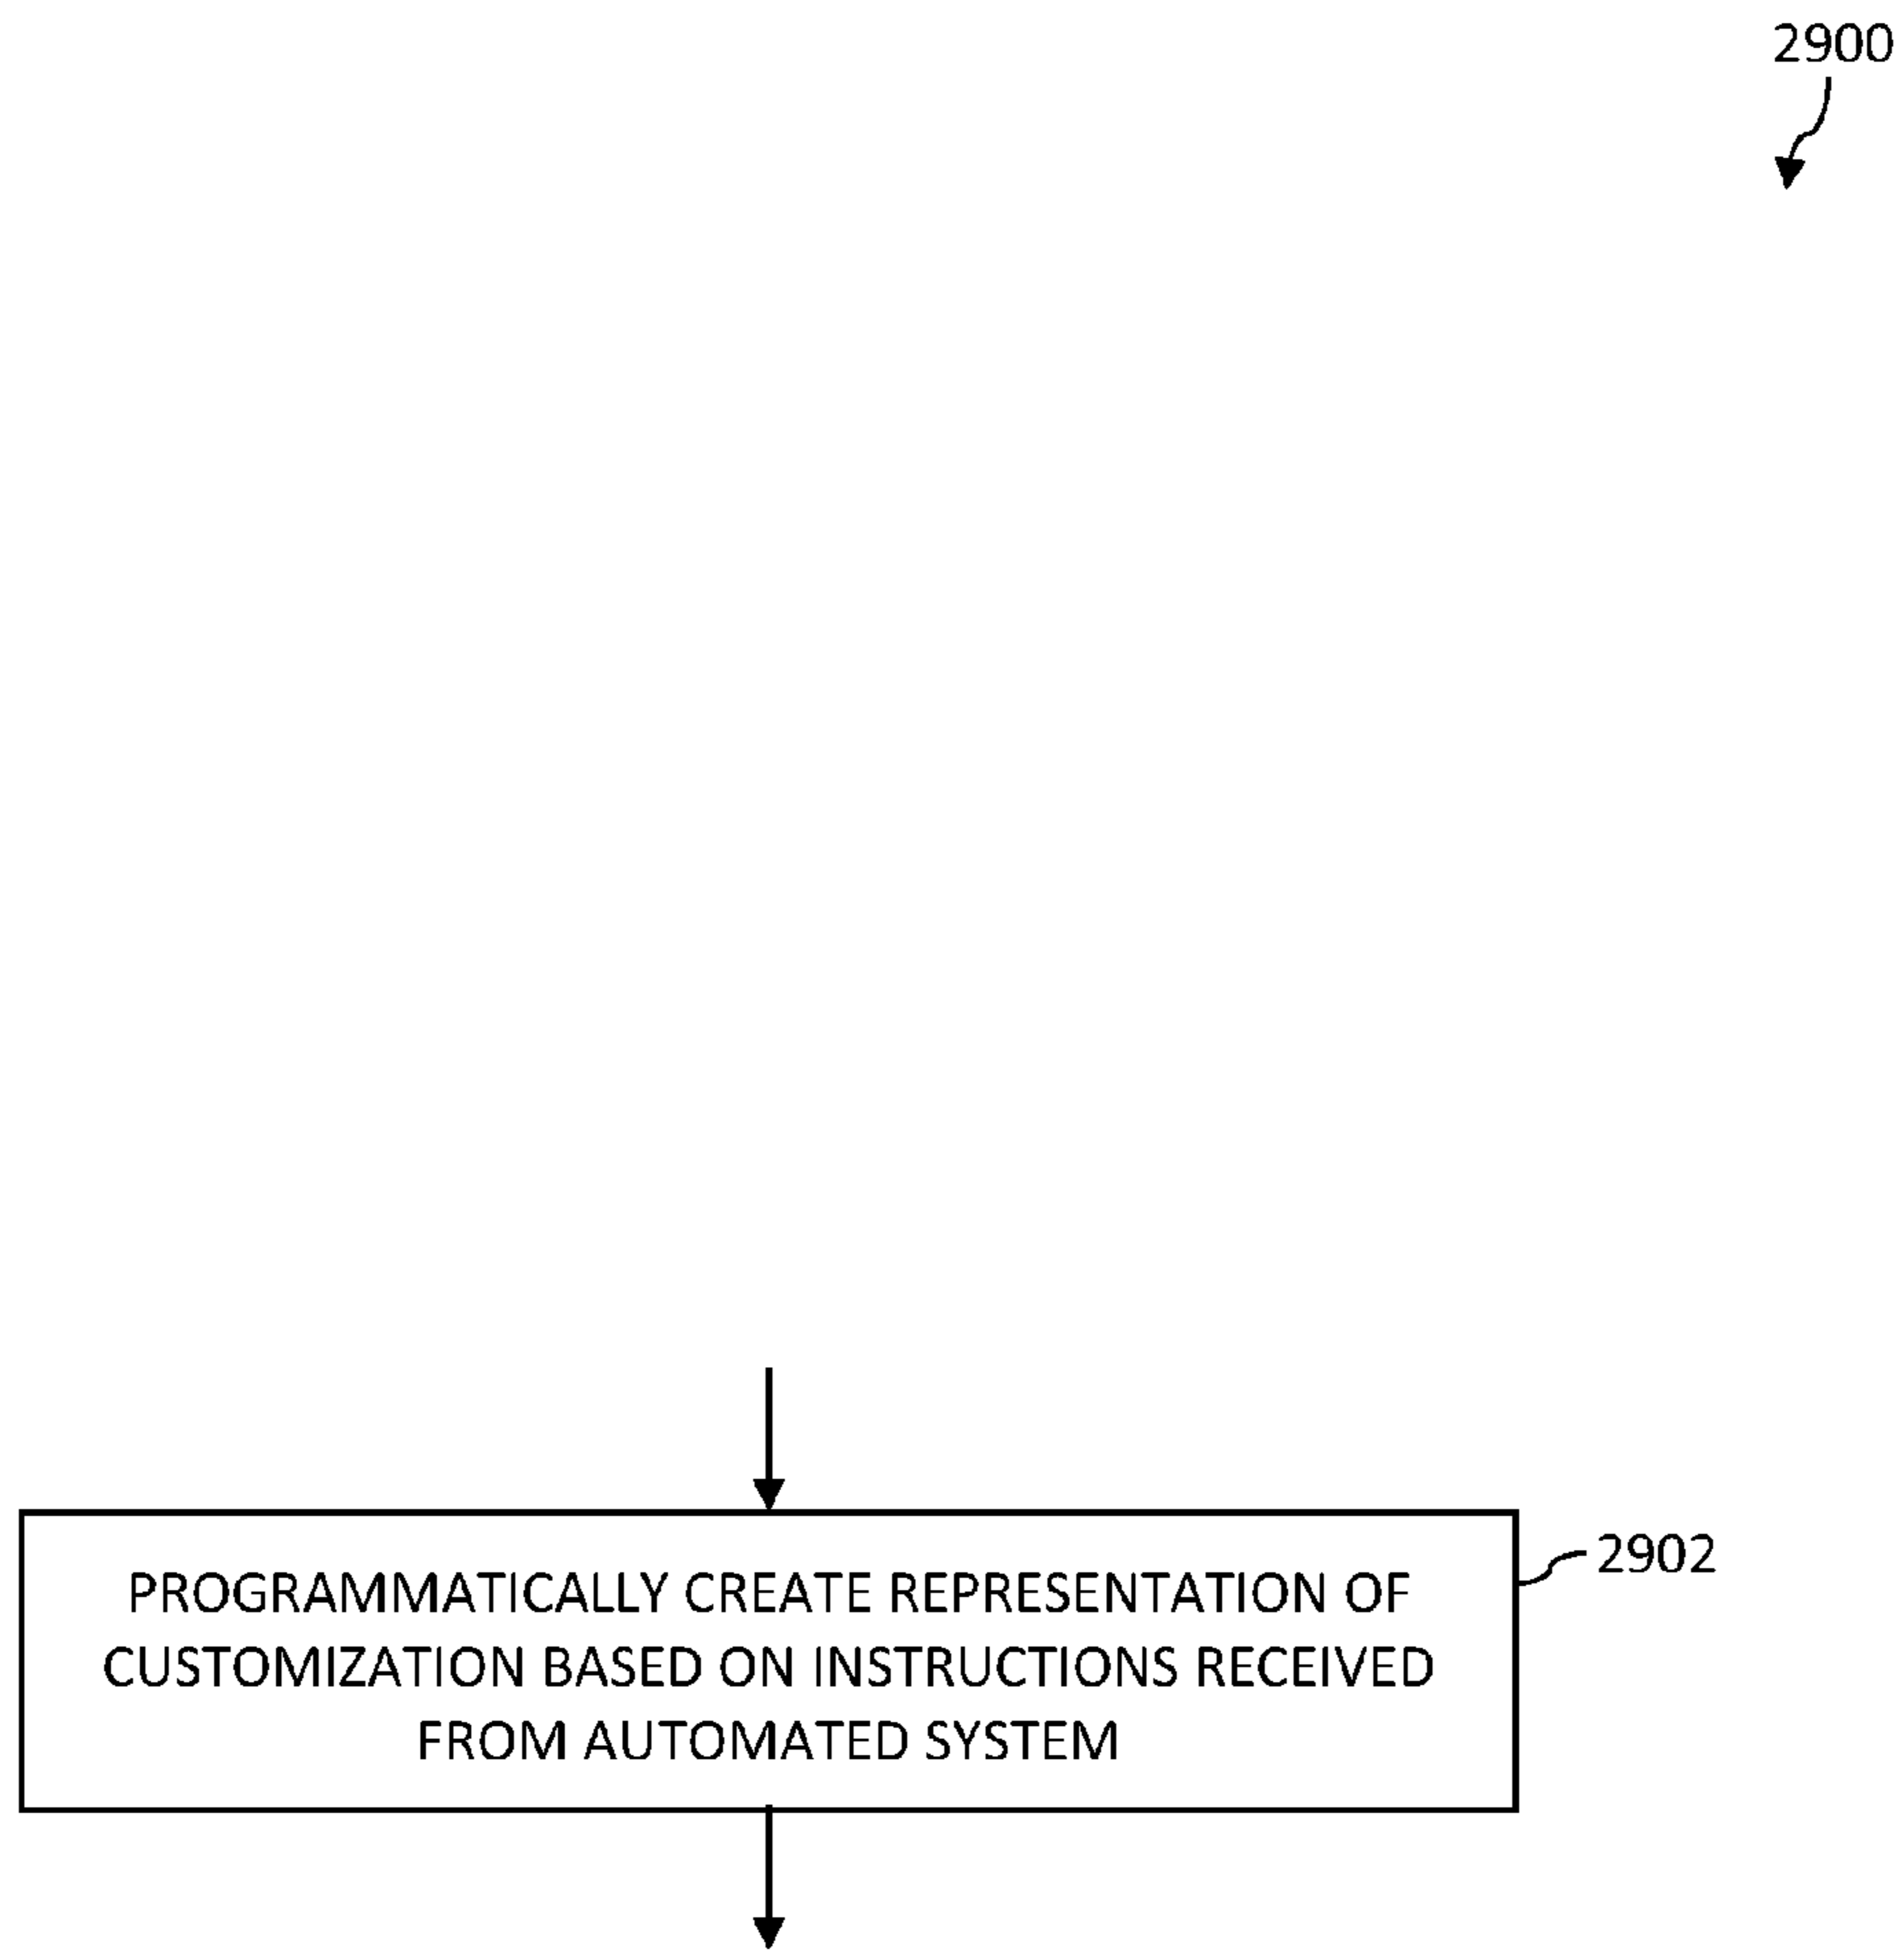 2900
PROGRAMMATICALLY CREATE REPRESENTATION OF
CUSTOMIZATION BASED ON INSTRUCTIONS RECEIVED
FROM AUTOMATED SYSTEM
2902